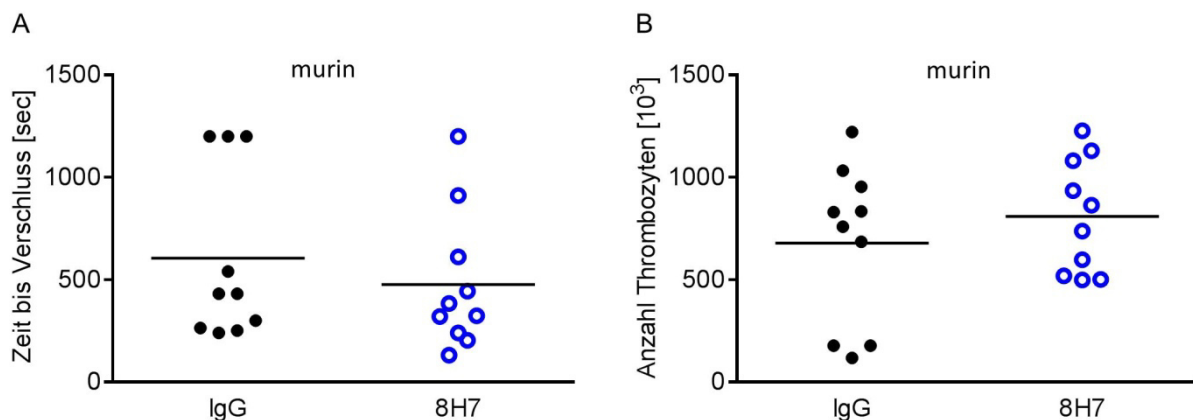 A
murin
Zeit bis Verschluss [sec]
1500
1000
500
0
IgG
8H7
B
murin
Anzahl Thrombozyten [10³]
1500
1000
500
0
IgG
8H7